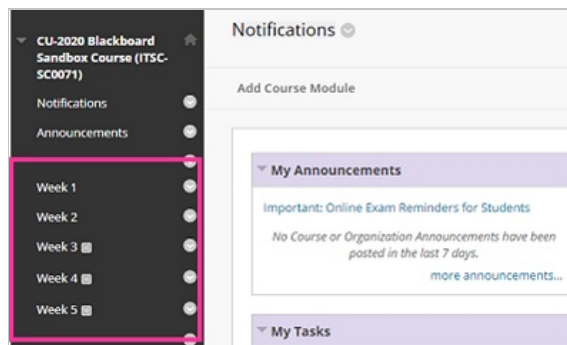 CU-2020 Blackboard
Sandbox Course (ITSC-
SC0071)
Notifications
Announcements
Week 1
Week 2
Week 3
Week 4
Week 5
Notifications
Add Course Module
My Announcements
Important: Online Exam Reminders for Students
No Course or Organization Announcements have been
posted in the last 7 days.
more announcements...
My Tasks